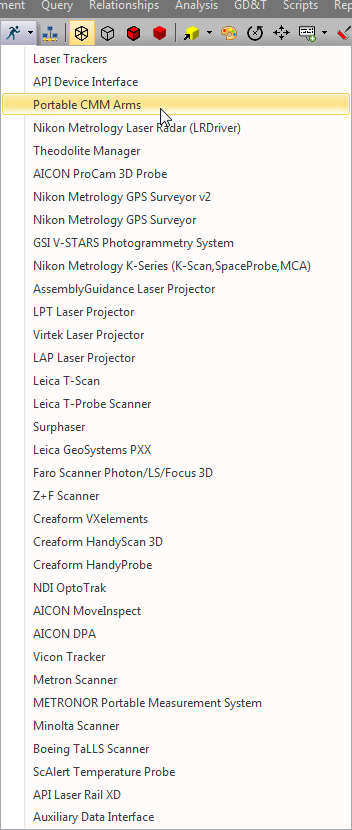 ment Query Relationships Analysis GD&T Scripts Rep
Laser Trackers
API Device Interface
Portable CMM Arms
Nikon Metrology Laser Radar (LRDriver)
Theodolite Manager
AICON ProCam 3D Probe
Nikon Metrology GPS Surveyor v2
Nikon Metrology GPS Surveyor
GSI V-STARS Photogrammetry System
Nikon Metrology K-Series (K-Scan,SpaceProbe,MCA)
AssemblyGuidance Laser Projector
LPT Laser Projector
Virtek Laser Projector
LAP Laser Projector
Leica T-Scan
Leica T-Probe Scanner
Surphaser
Leica GeoSystems PXX
Faro Scanner Photon/LS/Focus 3D
Z+F Scanner
Creaform VXelements
Creaform HandyScan 3D
Creaform HandyProbe
NDI OptoTrak
AICON MoveInspect
AICON DPA
Vicon Tracker
Metron Scanner
METRONOR Portable Measurement System
Minolta Scanner
Boeing TaLLS Scanner
ScAlert Temperature Probe
API Laser Rail XD
Auxiliary Data Interface